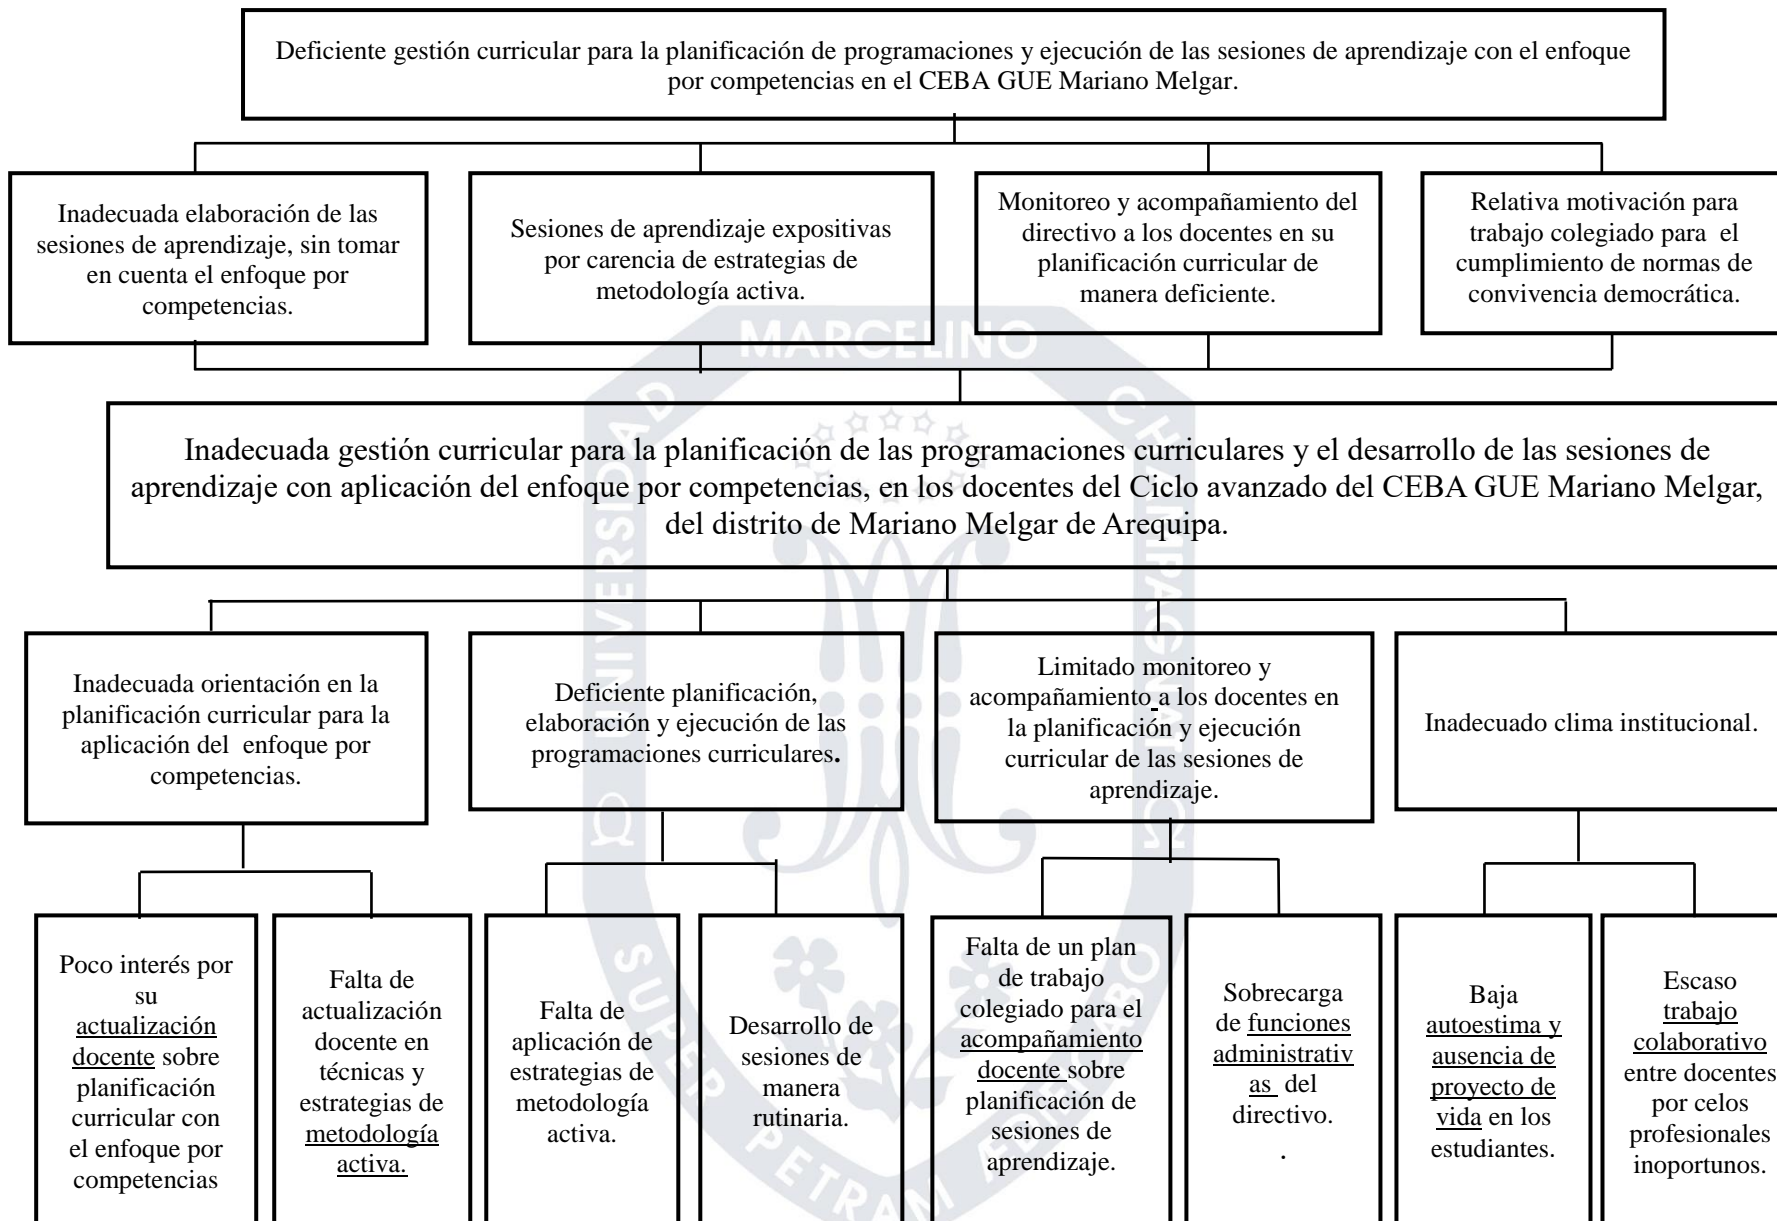 Deficiente gestión curricular para la planificación de programaciones y ejecución de las sesiones de aprendizaje con el enfoque
por competencias en el CEBA GUE Mariano Melgar.
Inadecuada elaboración de las
sesiones de aprendizaje, sin tomar
en cuenta el enfoque por
competencias.
Sesiones de aprendizaje expositivas
por carencia de estrategias de
metodología activa.
Monitoreo y acompañamiento del
directivo a los docentes en su
planificación curricular de
manera deficiente.
Relativa motivación para
trabajo colegiado para el
cumplimiento de normas de
convivencia democrática.
Inadecuada gestión curricular para la planificación de las programaciones curriculares y el desarrollo de las sesiones de
aprendizaje con aplicación del enfoque por competencias, en los docentes del Ciclo avanzado del CEBA GUE Mariano Melgar,
del distrito de Mariano Melgar de Arequipa.
Inadecuada orientación en la
planificación curricular para la
aplicación del enfoque por
competencias.
Deficiente planificación,
elaboración y ejecución de las
programaciones curriculares.
Limitado monitoreo y
acompañamiento a los docentes en
la planificación y ejecución
curricular de las sesiones de
aprendizaje.
Inadecuado clima institucional.
Poco interés por
su
actualización
docente sobre
planificación
curricular con
el enfoque por
competencias
Falta de
actualización
docente en
técnicas y
estrategias de
metodología
activa.
Falta de
aplicación de
estrategias de
metodología
activa.
Desarrollo de
sesiones de
manera
rutinaria.
Falta de un plan
de trabajo
colegiado para el
acompañamiento
docente sobre
planificación de
sesiones de
aprendizaje.
Sobrecarga
de funciones
administrativ
as del
directivo.
.
Baja
autoestima y
ausencia de
proyecto de
vida en los
estudiantes.
Escaso
trabajo
colaborativo
entre docentes
por celos
profesionales
inoportunos.
UNIVERSIDAD
MARCELINO
CHAMPAGNAT
SUPER PETRAM ÆDIFICABO